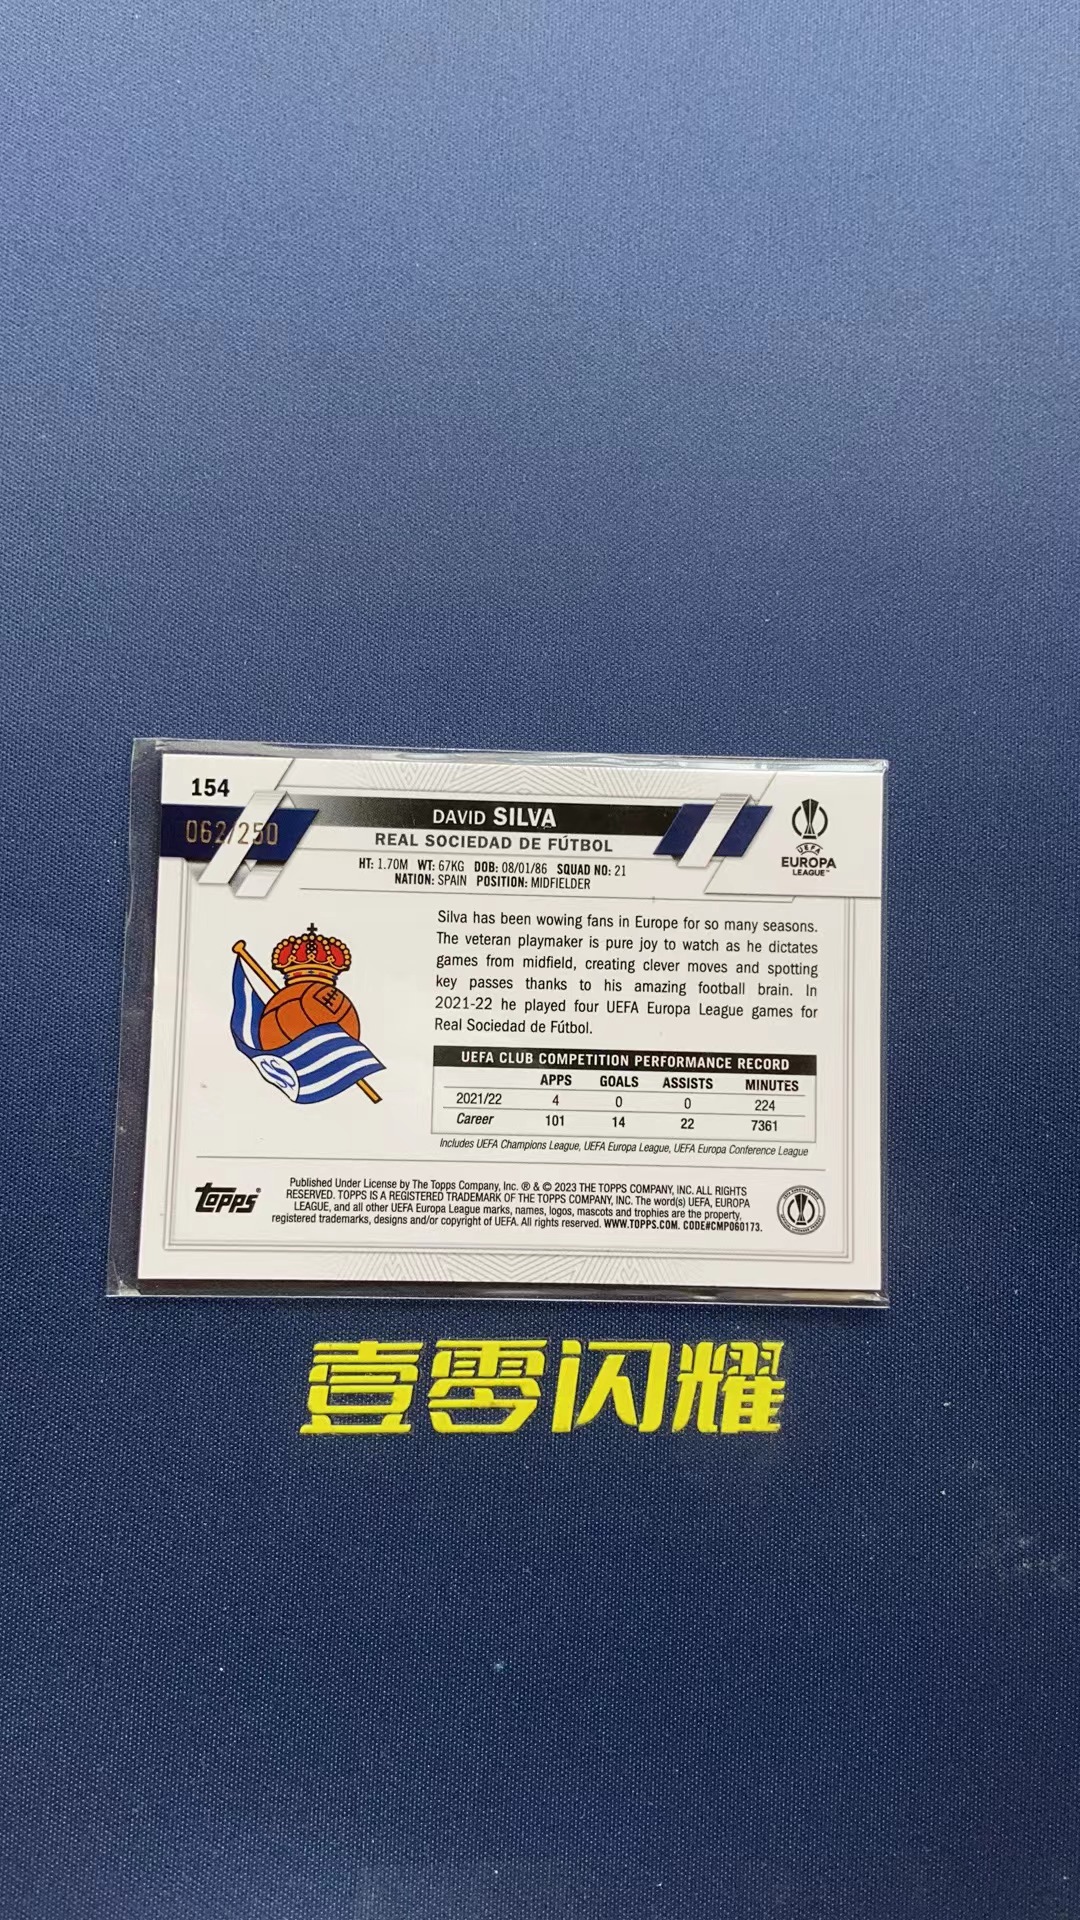 154
062/250
DAVID SILVA
REAL SOCIEDAD DE FÚTBOL
HT: 1.70M WT: 67KG DOB: 08/01/86 SQUAD NO: 21
NATION: SPAIN POSITION: MIDFIELDER
UEFA
EUROPA
LEAGUE™
Silva has been wowing fans in Europe for so many seasons.
The veteran playmaker is pure joy to watch as he dictates
games from midfield, creating clever moves and spotting
key passes thanks to his amazing football brain. In
2021-22 he played four UEFA Europa League games for
Real Sociedad de Fútbol.
UEFA CLUB COMPETITION PERFORMANCE RECORD
APPS GOALS ASSISTS MINUTES
2021/22 4 0 0 224
Career 101 14 22 7361
Includes UEFA Champions League, UEFA Europa League, UEFA Europa Conference League
topps®
Published Under License by The Topps Company, Inc. ® & © 2023 THE TOPPS COMPANY, INC. ALL RIGHTS
RESERVED. TOPPS IS A REGISTERED TRADEMARK OF THE TOPPS COMPANY, INC. The word(s) UEFA, EUROPA
LEAGUE, and all other UEFA Europa League marks, names, logos, mascots and trophies are the property,
registered trademarks, designs and/or copyright of UEFA. All rights reserved. WWW.TOPPS.COM. CODE#CMP060173.
壹零闪耀